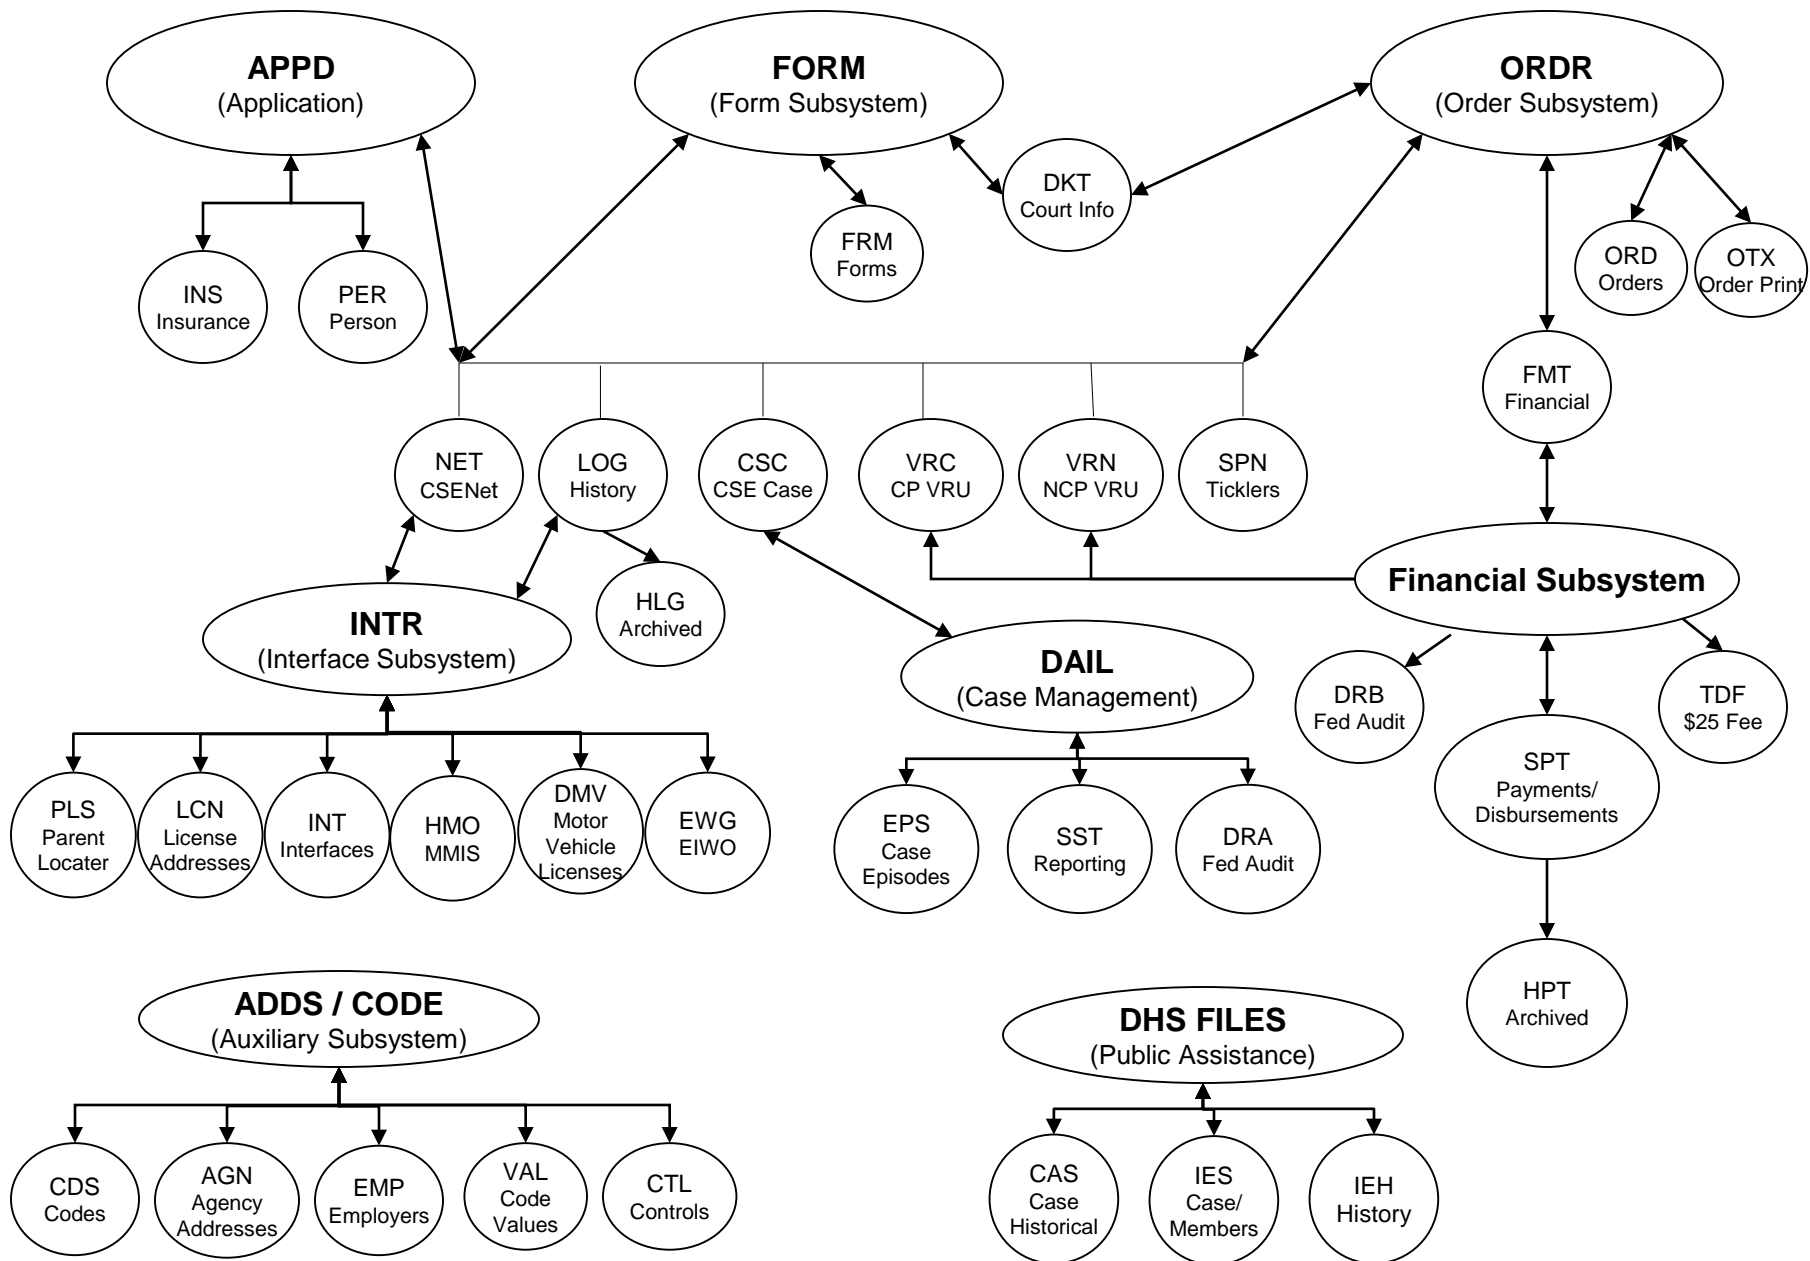 APPD
(Application)
FORM
(Form Subsystem)
ORDR
(Order Subsystem)
DKT
Court Info
FRM
Forms
ORD
Orders
OTX
Order Print
INS
Insurance
PER
Person
FMT
Financial
NET
CSENet
LOG
History
CSC
CSE Case
VRC
CP VRU
VRN
NCP VRU
SPN
Ticklers
Financial Subsystem
HLG
Archived
INTR
(Interface Subsystem)
DAIL
(Case Management)
DRB
Fed Audit
TDF
$25 Fee
SPT
Payments/
Disbursements
PLS
Parent
Locater
LCN
License
Addresses
INT
Interfaces
HMO
MMIS
DMV
Motor
Vehicle
Licenses
EWG
EIWO
EPS
Case
Episodes
SST
Reporting
DRA
Fed Audit
HPT
Archived
ADDS / CODE
(Auxiliary Subsystem)
DHS FILES
(Public Assistance)
CDS
Codes
AGN
Agency
Addresses
EMP
Employers
VAL
Code
Values
CTL
Controls
CAS
Case
Historical
IES
Case/
Members
IEH
History